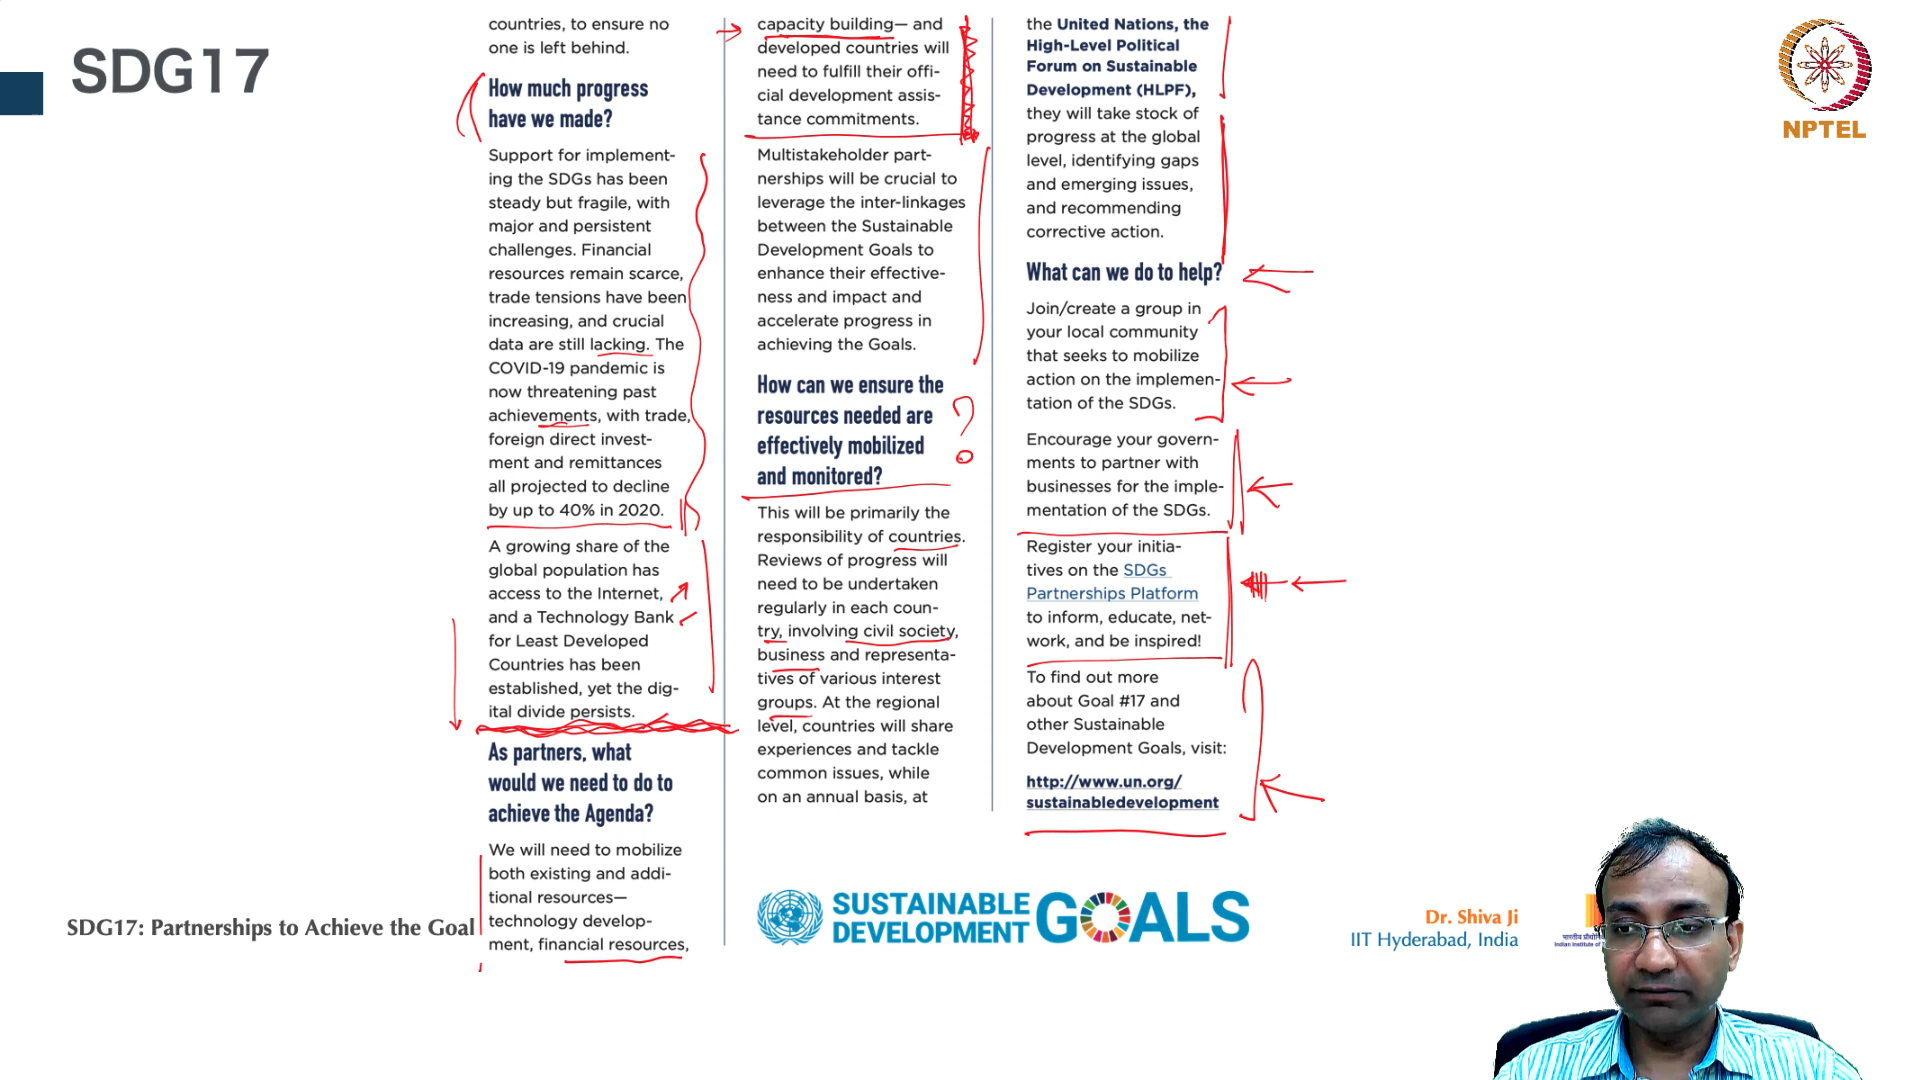 SDG17
countries, to ensure no
one is left behind.
How much progress
have we made?
Support for implement-
ing the SDGs has been
steady but fragile, with
major and persistent
challenges. Financial
resources remain scarce,
trade tensions have been
increasing, and crucial
data are still lacking. The
COVID-19 pandemic is
now threatening past
achievements, with trade,
foreign direct invest-
ment and remittances
all projected to decline
by up to 40% in 2020.
A growing share of the
global population has
access to the Internet,
and a Technology Bank
for Least Developed
Countries has been
established, yet the dig-
ital divide persists.
As partners, what
would we need to do to
achieve the Agenda?
We will need to mobilize
both existing and addi-
tional resources—
technology develop-
ment, financial resources,
capacity building— and
developed countries will
need to fulfill their offi-
cial development assis-
tance commitments.
Multistakeholder part-
nerships will be crucial to
leverage the inter-linkages
between the Sustainable
Development Goals to
enhance their effective-
ness and impact and
accelerate progress in
achieving the Goals.
How can we ensure the
resources needed are
effectively mobilized
and monitored?
This will be primarily the
responsibility of countries.
Reviews of progress will
need to be undertaken
regularly in each coun-
try, involving civil society,
business and representa-
tives of various interest
groups. At the regional
level, countries will share
experiences and tackle
common issues, while
on an annual basis, at
the United Nations, the
High-Level Political
Forum on Sustainable
Development (HLPF),
they will take stock of
progress at the global
level, identifying gaps
and emerging issues,
and recommending
corrective action.
What can we do to help?
Join/create a group in
your local community
that seeks to mobilize
action on the implemen-
tation of the SDGs.
Encourage your govern-
ments to partner with
businesses for the imple-
mentation of the SDGs.
Register your initia-
tives on the SDGs
Partnerships Platform
to inform, educate, net-
work, and be inspired!
To find out more
about Goal #17 and
other Sustainable
Development Goals, visit:
http://www.un.org/
sustainabledevelopment
NPTEL
SDG17: Partnerships to Achieve the Goal
SUSTAINABLE
DEVELOPMENT
GOALS
Dr. Shiva Ji
IIT Hyderabad, India